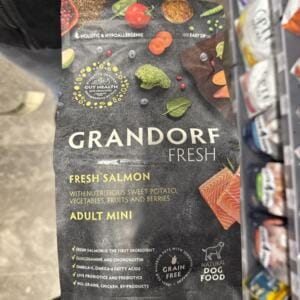 HOLISTIC & HYPOALLERGENIC
GUT HEALTH
GRANDORF
FRESH
FRESH SALMON
WITH NUTRITIOUS SWEET POTATO,
VEGETABLES, FRUITS AND BERRIES
ADULT MINI
FRESH SALMON IS THE FIRST INGREDIENT
GLUCOSAMINE AND CHONDROITIN
OMEGA-3, OMEGA-6 FATTY ACIDS
PREBIOTICS AND PROBIOTICS
NO GRAINS, CHICKEN, BY-PRODUCTS
GRAIN
FREE
NATURAL
DOG
FOOD